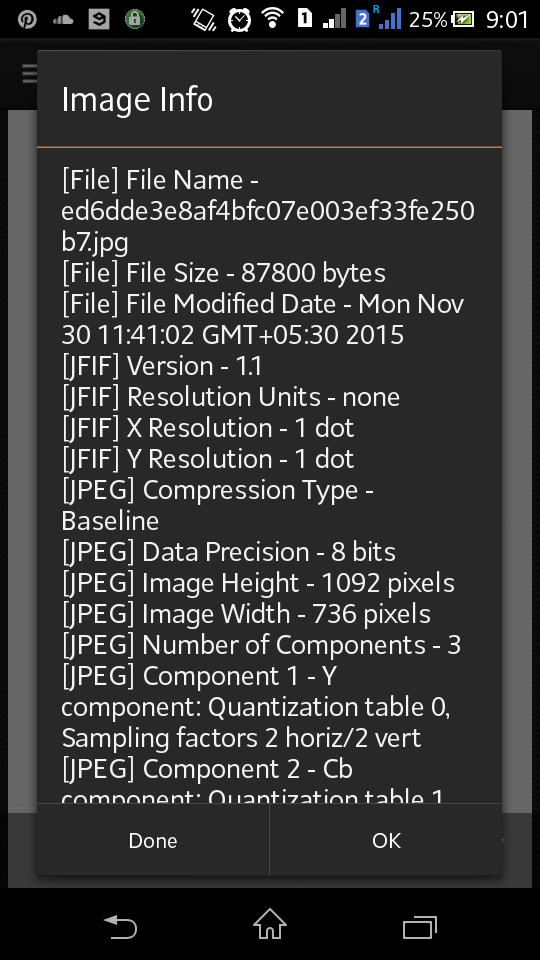 1 2 R 25% 9:01
Image Info
[File] File Name -
ed6dde3e8af4bfc07e003ef33fe250
b7.jpg
[File] File Size - 87800 bytes
[File] File Modified Date - Mon Nov
30 11:41:02 GMT+05:30 2015
[JFIF] Version - 1.1
[JFIF] Resolution Units - none
[JFIF] X Resolution - 1 dot
[JFIF] Y Resolution - 1 dot
[JPEG] Compression Type -
Baseline
[JPEG] Data Precision - 8 bits
[JPEG] Image Height - 1092 pixels
[JPEG] Image Width - 736 pixels
[JPEG] Number of Components - 3
[JPEG] Component 1 - Y
component: Quantization table 0,
Sampling factors 2 horiz/2 vert
[JPEG] Component 2 - Cb
component: Quantization table 1
Done OK